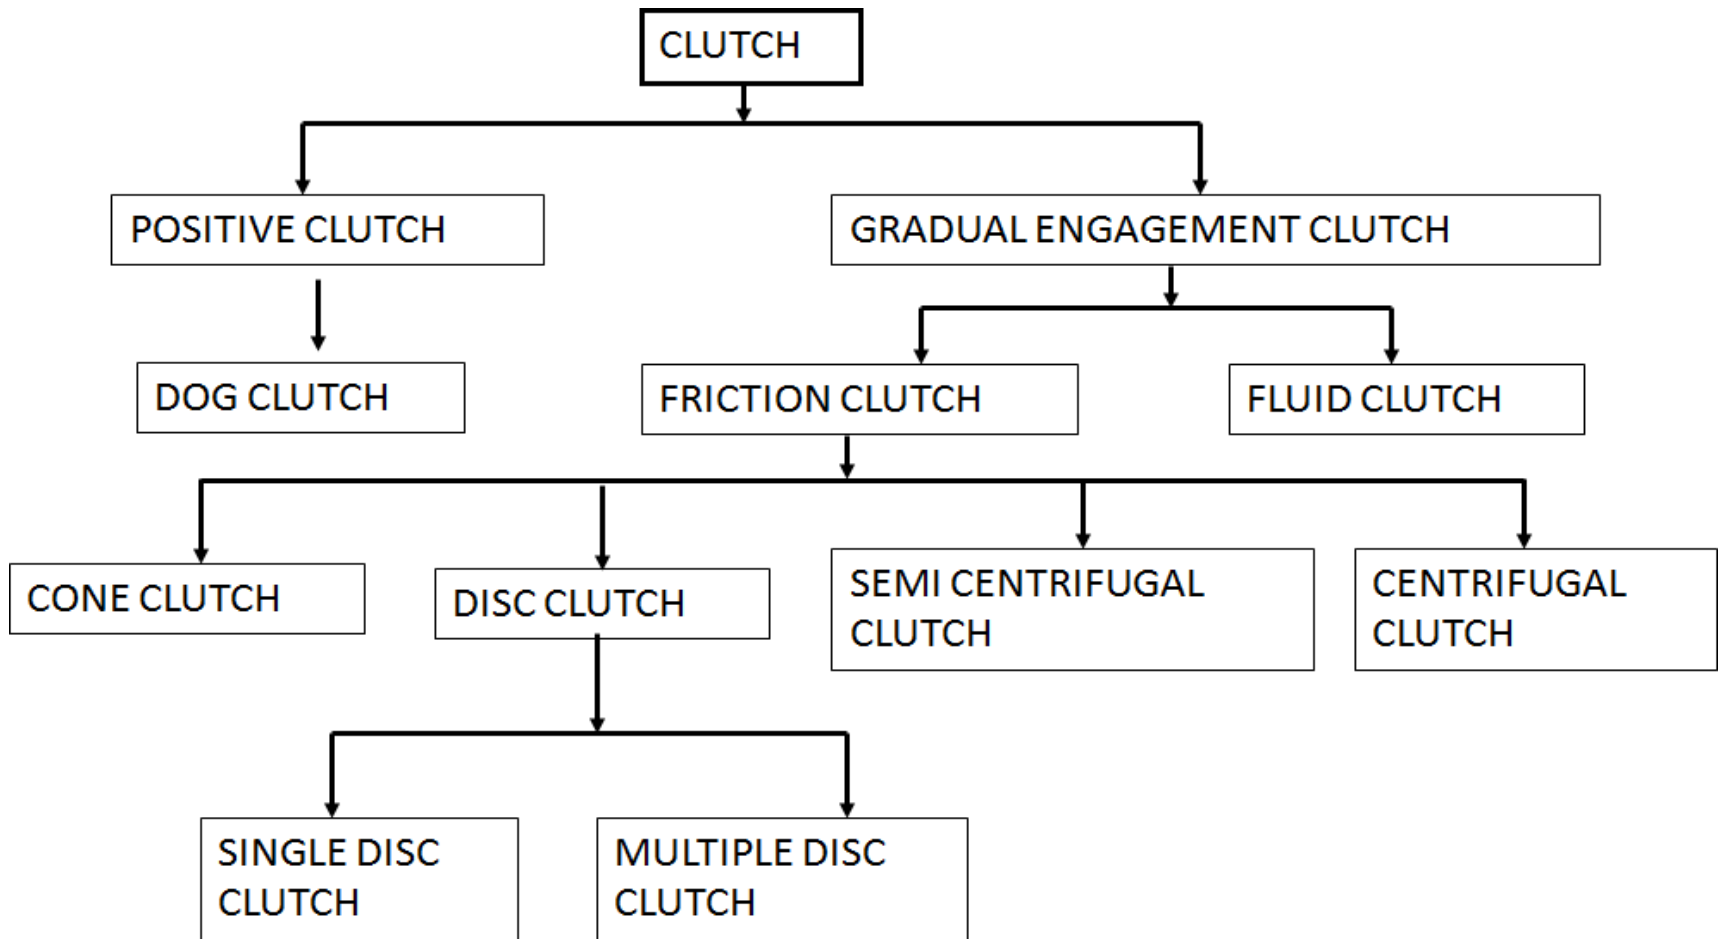 CLUTCH
POSITIVE CLUTCH
GRADUAL ENGAGEMENT CLUTCH
DOG CLUTCH
FRICTION CLUTCH
FLUID CLUTCH
CONE CLUTCH
DISC CLUTCH
SEMI CENTRIFUGAL
CLUTCH
CENTRIFUGAL
CLUTCH
SINGLE DISC
CLUTCH
MULTIPLE DISC
CLUTCH